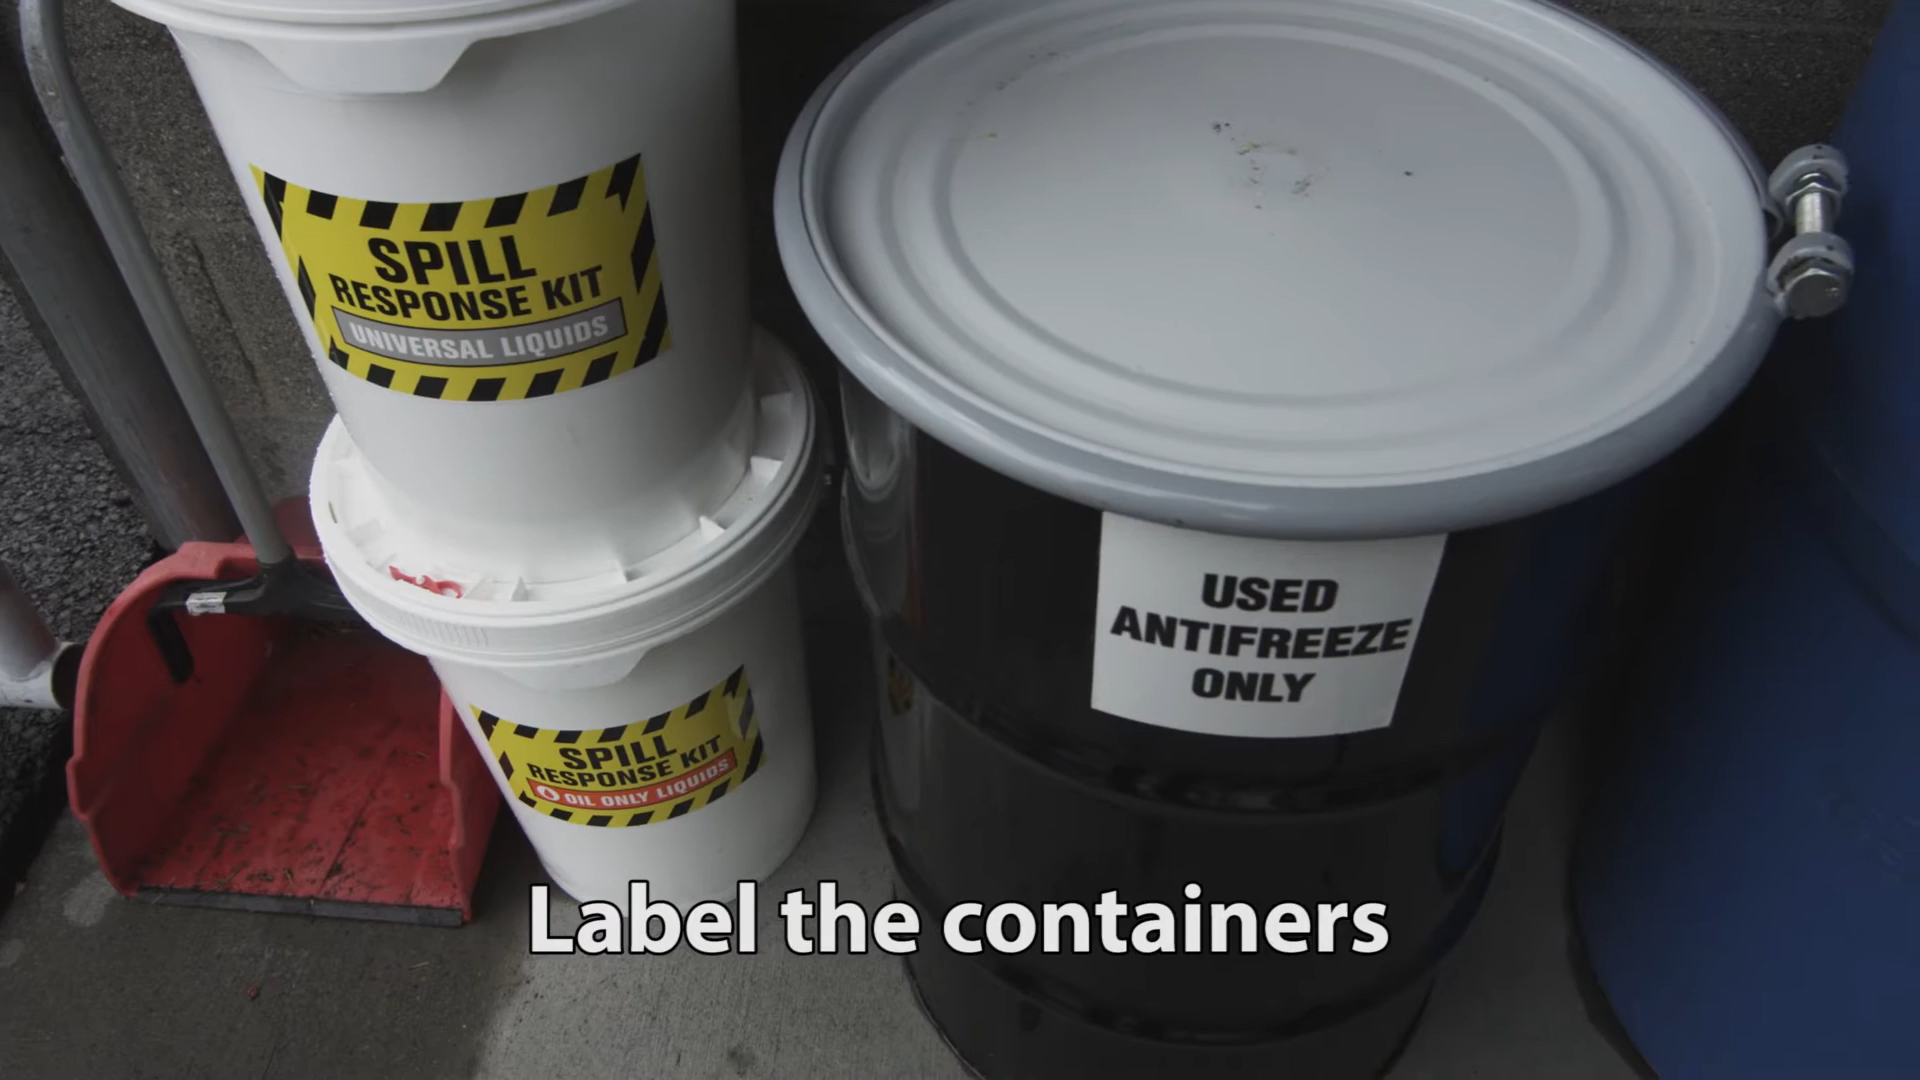 SPILL
RESPONSE KIT
UNIVERSAL LIQUIDS
SPILL
RESPONSE KIT
OIL ONLY LIQUIDS
USED
ANTIFREEZE
ONLY
Label the containers